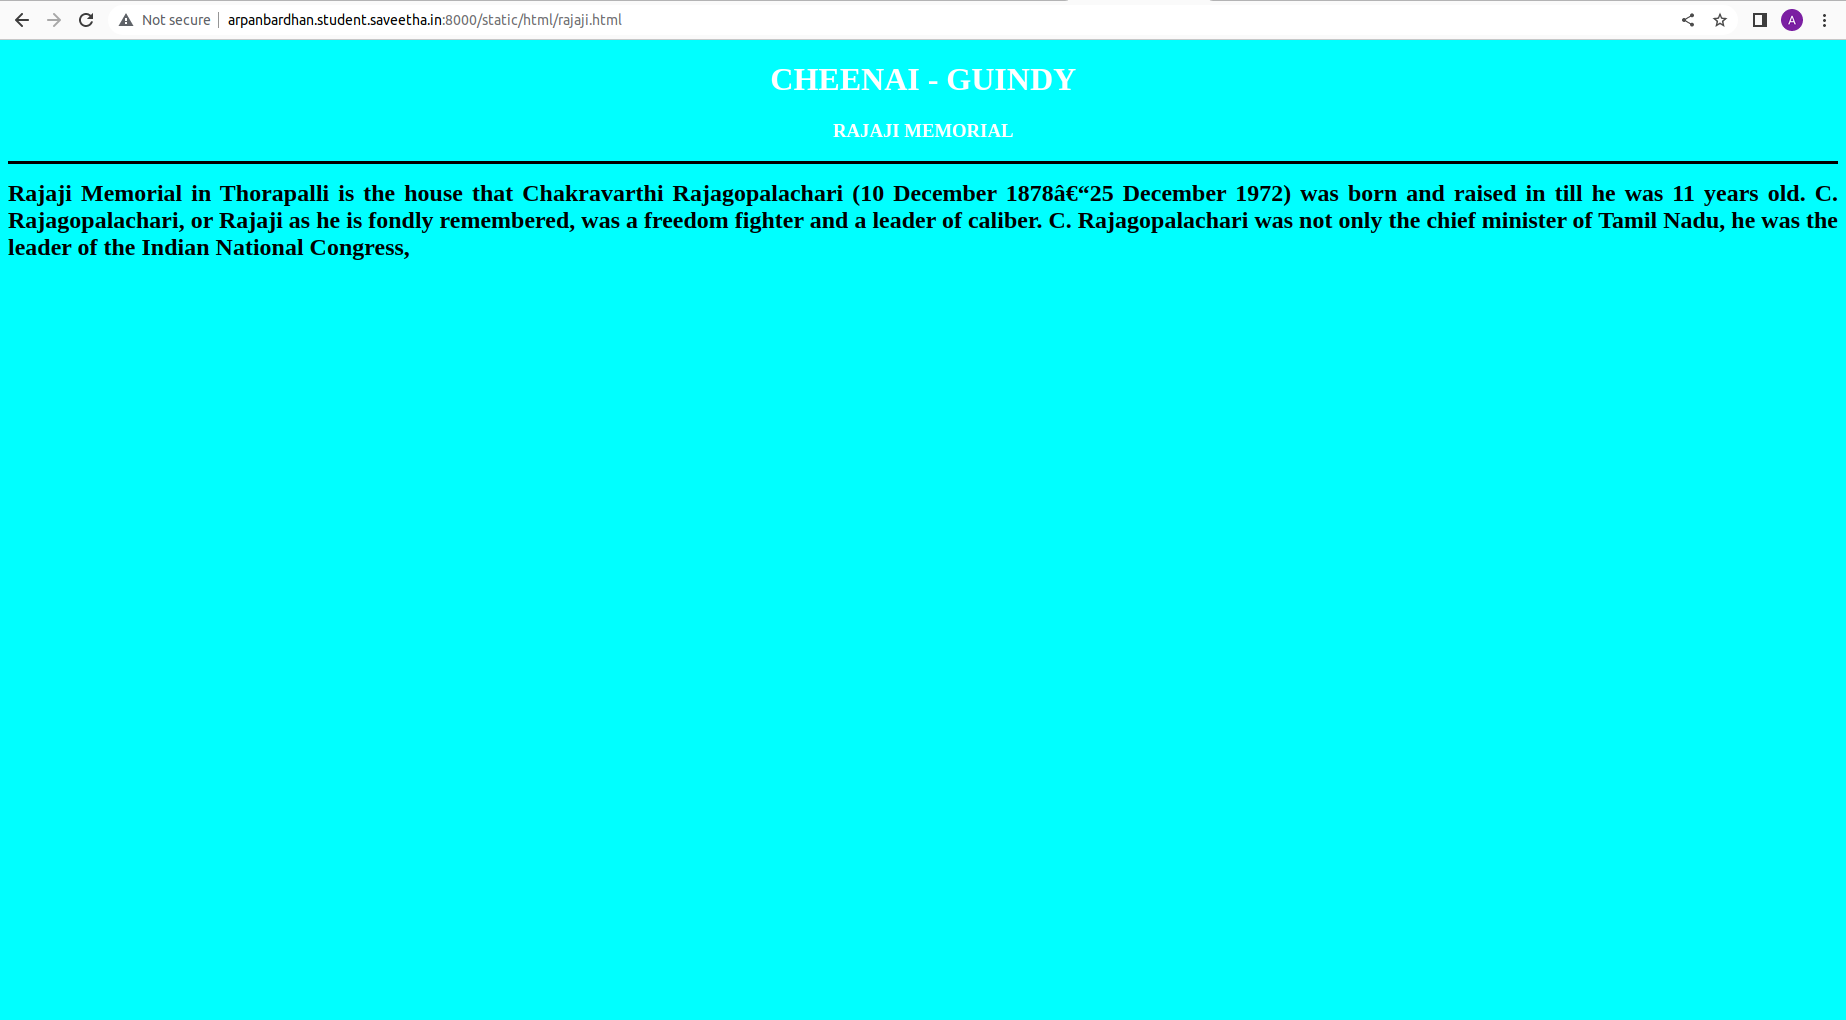 Not secure
arpanbardhan.student.saveetha.in:8000/static/html/rajaji.html
A
CHEENAI - GUINDY
RAJAJI MEMORIAL
Rajaji Memorial in Thorapalli is the house that Chakravarthi Rajagopalachari (10 December 1878â€“25 December 1972) was born and raised in till he was 11 years old. C.
Rajagopalachari, or Rajaji as he is fondly remembered, was a freedom fighter and a leader of caliber. C. Rajagopalachari was not only the chief minister of Tamil Nadu, he was the
leader of the Indian National Congress,